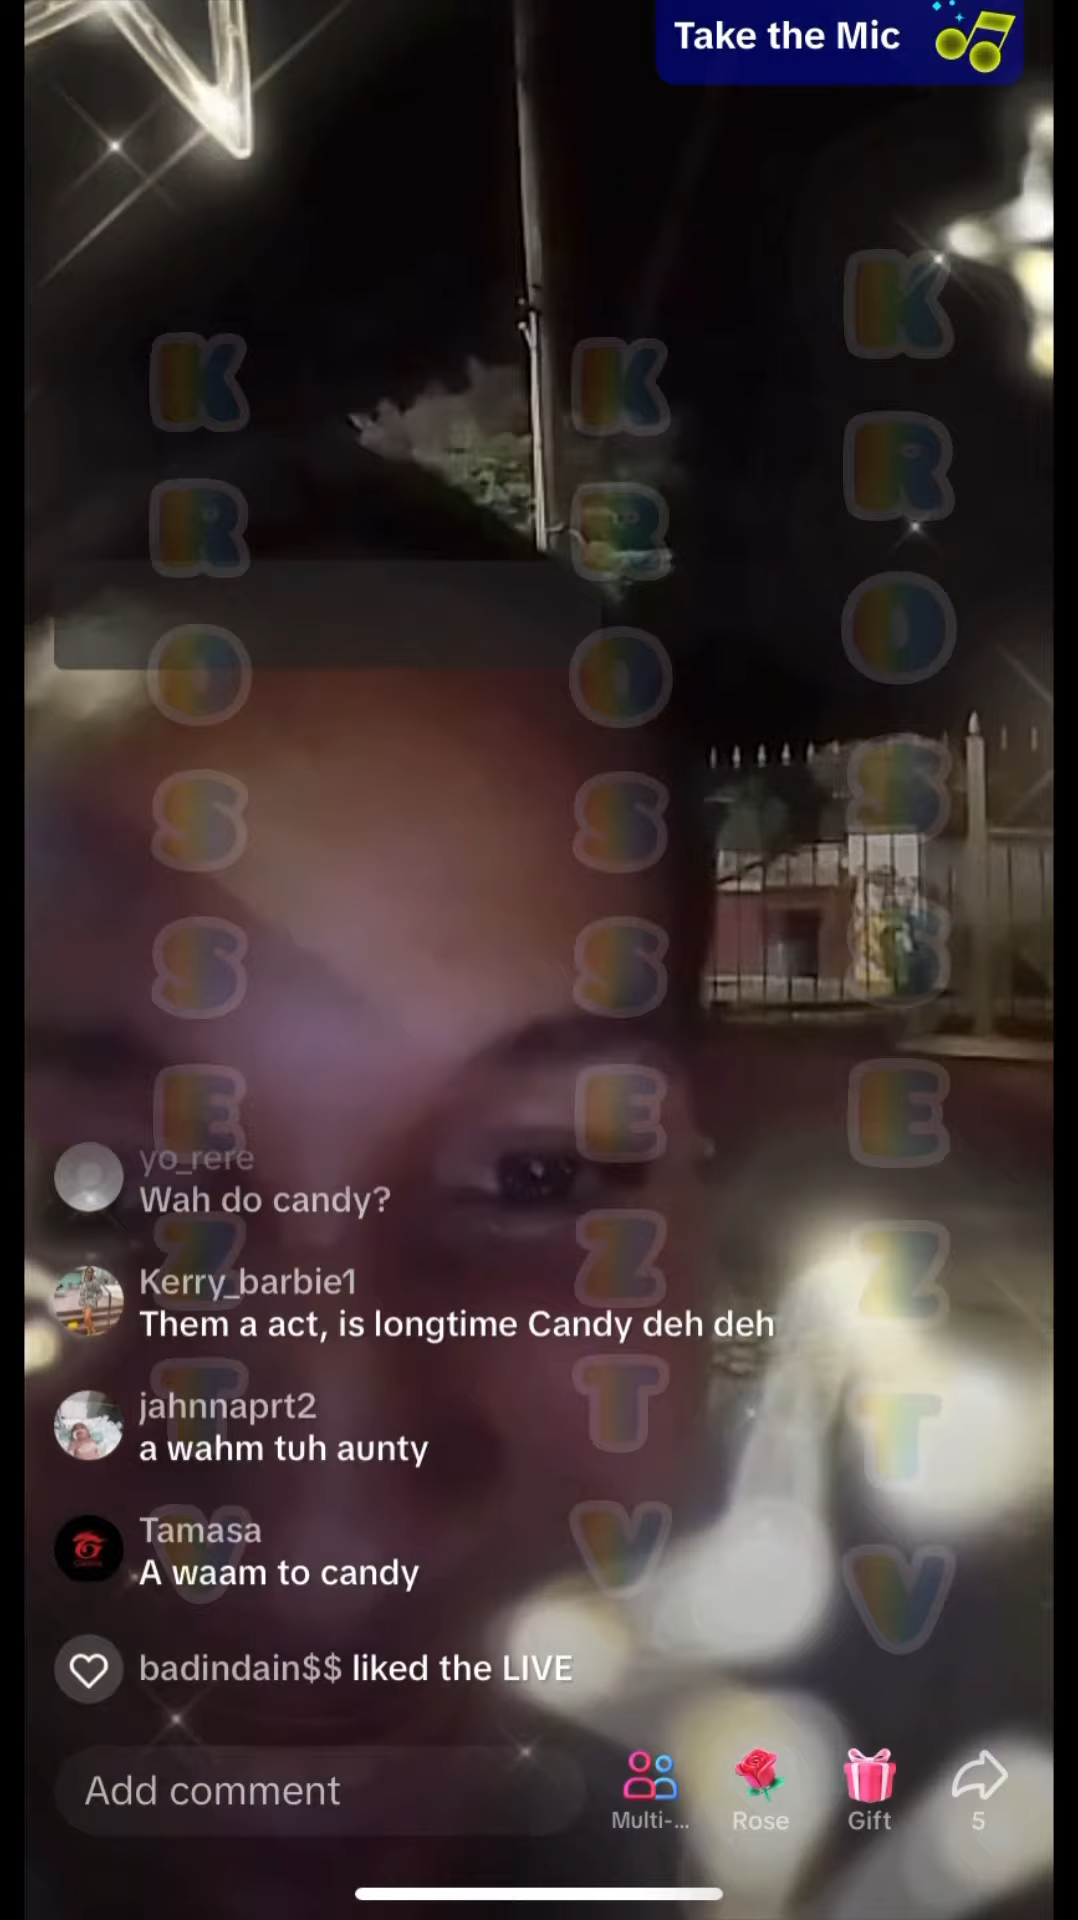 Take the Mic
KROSSEZTV
KROSSEZTV
KROSSEZTV
yo_rere
Wah do candy?
Kerry_barbie1
Them a act, is longtime Candy deh deh
jahnnaprt2
a wahm tuh aunty
Tamasa
A waam to candy
badindain$$ liked the LIVE
Add comment
Multi-...
Rose
Gift
5